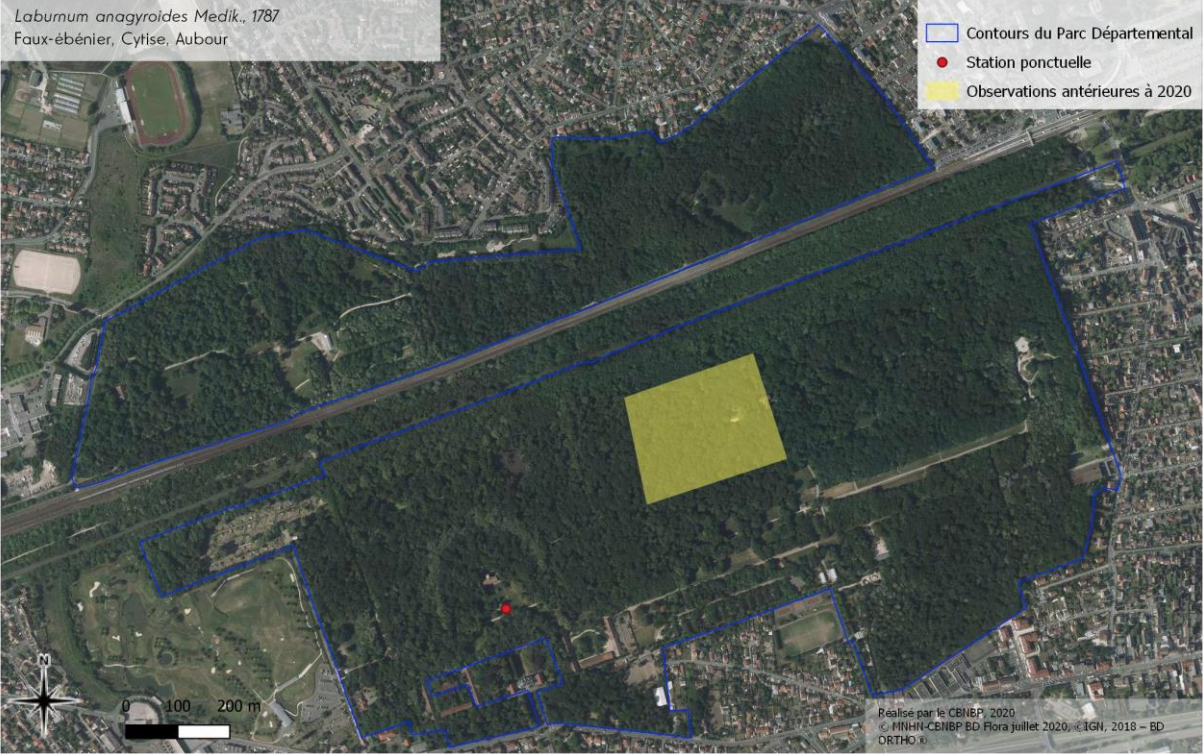 Laburnum anagyroides Medik., 1787
Faux-ébénier, Cytise, Aubour
Contours du Parc Départemental
Station ponctuelle
Observations antérieures à 2020
N
0 100 200 m
Réalisé par le CBNBP, 2020
© MNHN-CBNBP BD Flora juillet 2020, © IGN, 2018 – BD
ORTHO ®